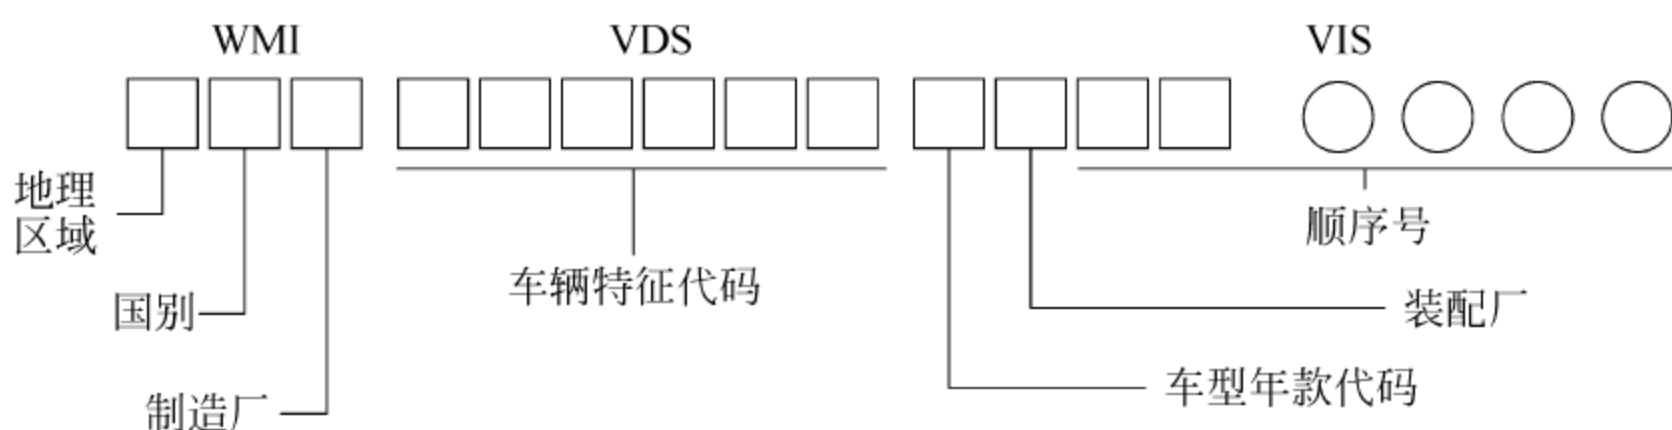 WMI
VDS
VIS
地理
区域
顺序号
车辆特征代码
国别
装配厂
车型年款代码
制造厂